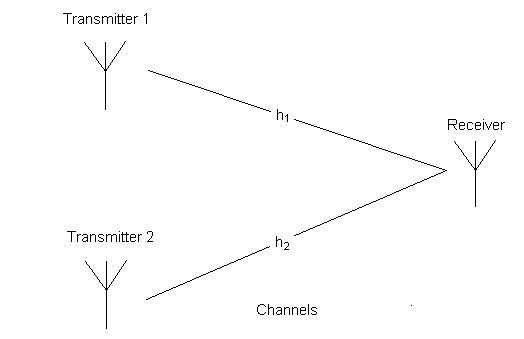 Transmitter 1
h1
Receiver
Transmitter 2
h2
Channels